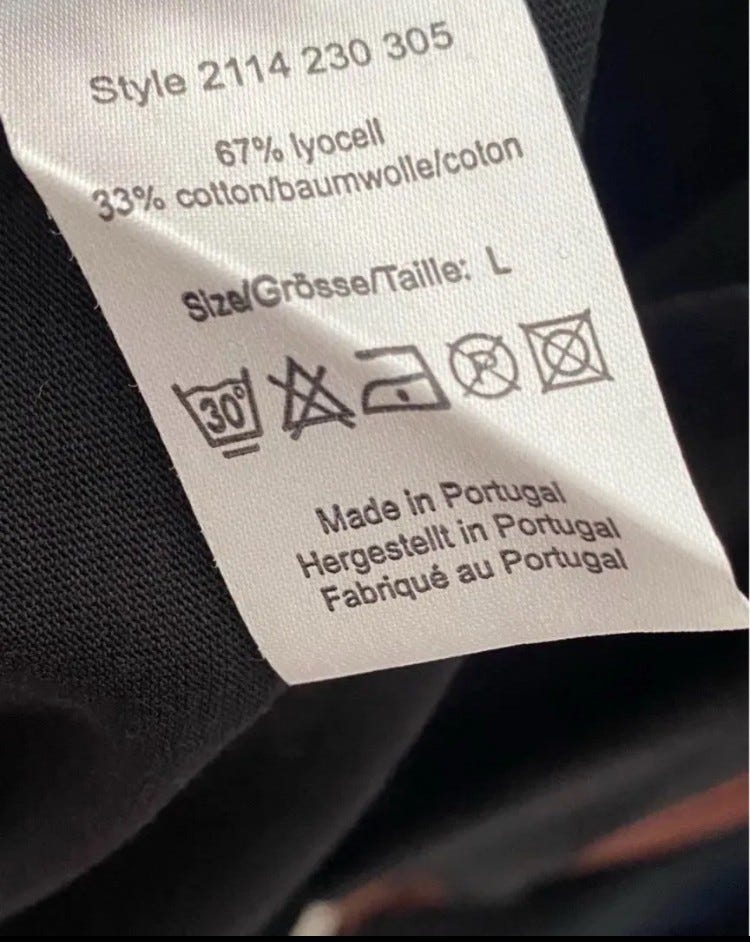 Style 2114 230 305
67% lyocell
33% cotton/baumwolle/coton
Size/Grösse/Taille: L
30° P
Made in Portugal
Hergestellt in Portugal
Fabriqué au Portugal